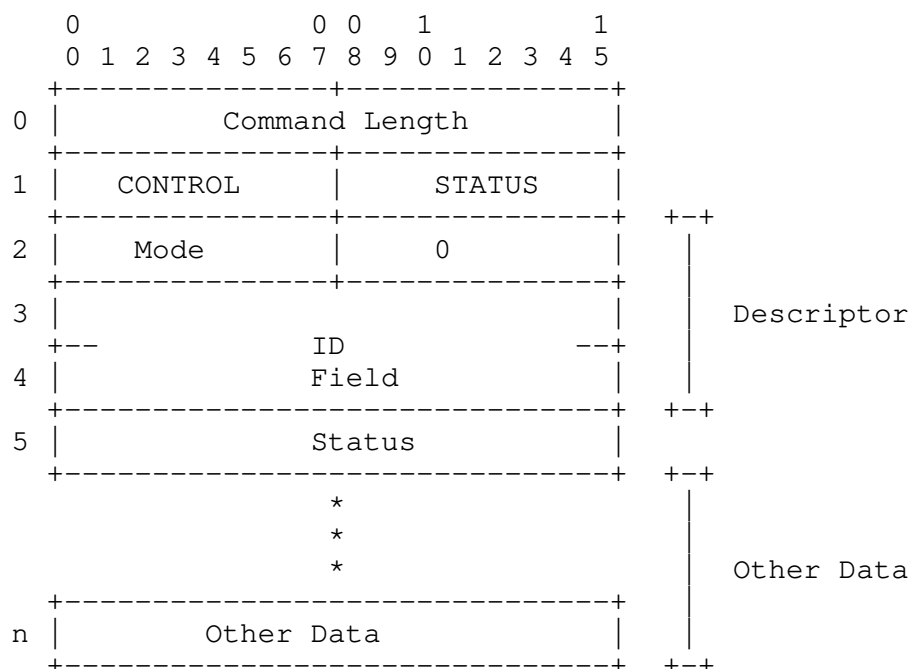 0 0 0 1 1
0 1 2 3 4 5 6 7 8 9 0 1 2 3 4 5
+---------------+---------------+
0 | Command Length |
+---------------+---------------+
1 | CONTROL | STATUS |
+---------------+---------------+ +-+
2 | Mode | 0 | |
+---------------+---------------+ |
3 | | | Descriptor
+-- ID --+ |
4 | Field | |
+-------------------------------+ +-+
5 | Status |
+-------------------------------+ +-+
* |
* |
* | Other Data
+-------------------------------+ |
n | Other Data | |
+-------------------------------+ +-+